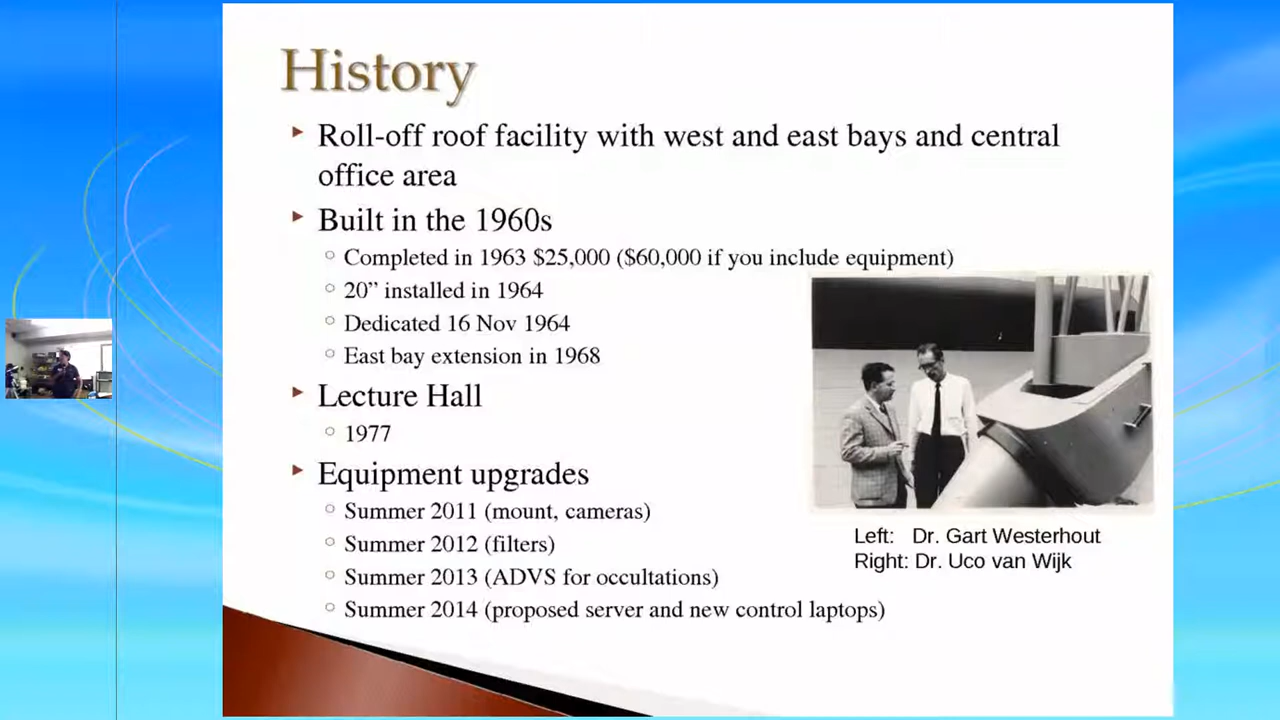 History
Roll-off roof facility with west and east bays and central
office area
Built in the 1960s
Completed in 1963 $25,000 ($60,000 if you include equipment)
20” installed in 1964
Dedicated 16 Nov 1964
East bay extension in 1968
Lecture Hall
1977
Equipment upgrades
Summer 2011 (mount, cameras)
Summer 2012 (filters)
Summer 2013 (ADVS for occultations)
Summer 2014 (proposed server and new control laptops)
Left: Dr. Gart Westerhout
Right: Dr. Uco van Wijk